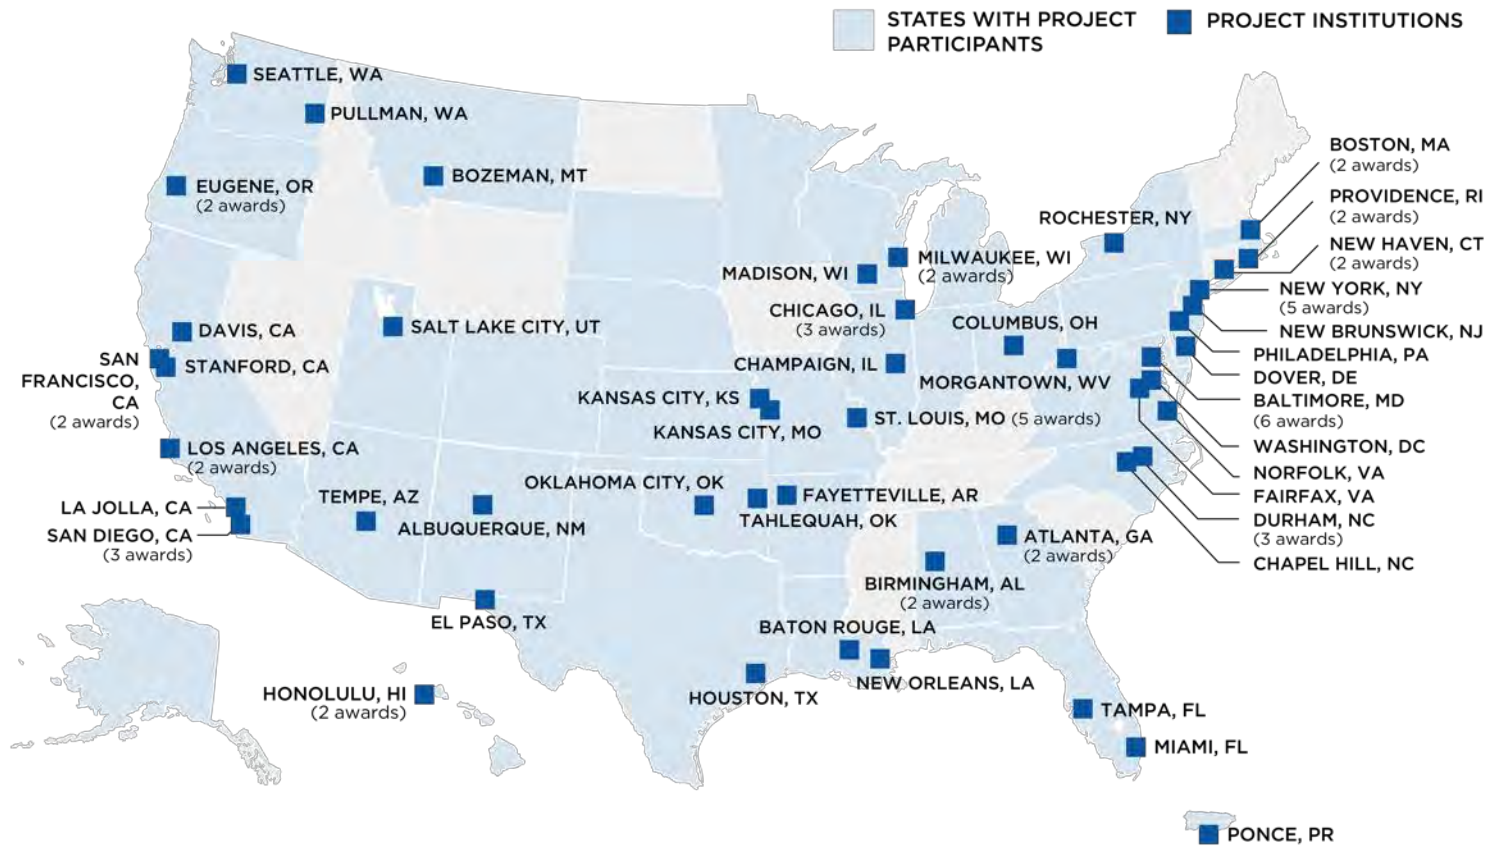 STATES WITH PROJECT
PARTICIPANTS
PROJECT INSTITUTIONS
SEATTLE, WA
PULLMAN, WA
BOZEMAN, MT
EUGENE, OR
(2 awards)
BOSTON, MA
(2 awards)
PROVIDENCE, RI
(2 awards)
ROCHESTER, NY
NEW HAVEN, CT
(2 awards)
MILWAUKEE, WI
(2 awards)
MADISON, WI
NEW YORK, NY
(5 awards)
CHICAGO, IL
(3 awards)
COLUMBUS, OH
NEW BRUNSWICK, NJ
SALT LAKE CITY, UT
DAVIS, CA
PHILADELPHIA, PA
SAN
FRANCISCO,
CA
(2 awards)
STANFORD, CA
CHAMPAIGN, IL
DOVER, DE
MORGANTOWN, WV
KANSAS CITY, KS
BALTIMORE, MD
(6 awards)
KANSAS CITY, MO
ST. LOUIS, MO (5 awards)
WASHINGTON, DC
LOS ANGELES, CA
(2 awards)
NORFOLK, VA
OKLAHOMA CITY, OK
FAYETTEVILLE, AR
FAIRFAX, VA
TEMPE, AZ
LA JOLLA, CA
TAHLEQUAH, OK
DURHAM, NC
(3 awards)
ALBUQUERQUE, NM
SAN DIEGO, CA
(3 awards)
ATLANTA, GA
(2 awards)
CHAPEL HILL, NC
BIRMINGHAM, AL
(2 awards)
EL PASO, TX
BATON ROUGE, LA
NEW ORLEANS, LA
HONOLULU, HI
(2 awards)
HOUSTON, TX
TAMPA, FL
MIAMI, FL
PONCE, PR